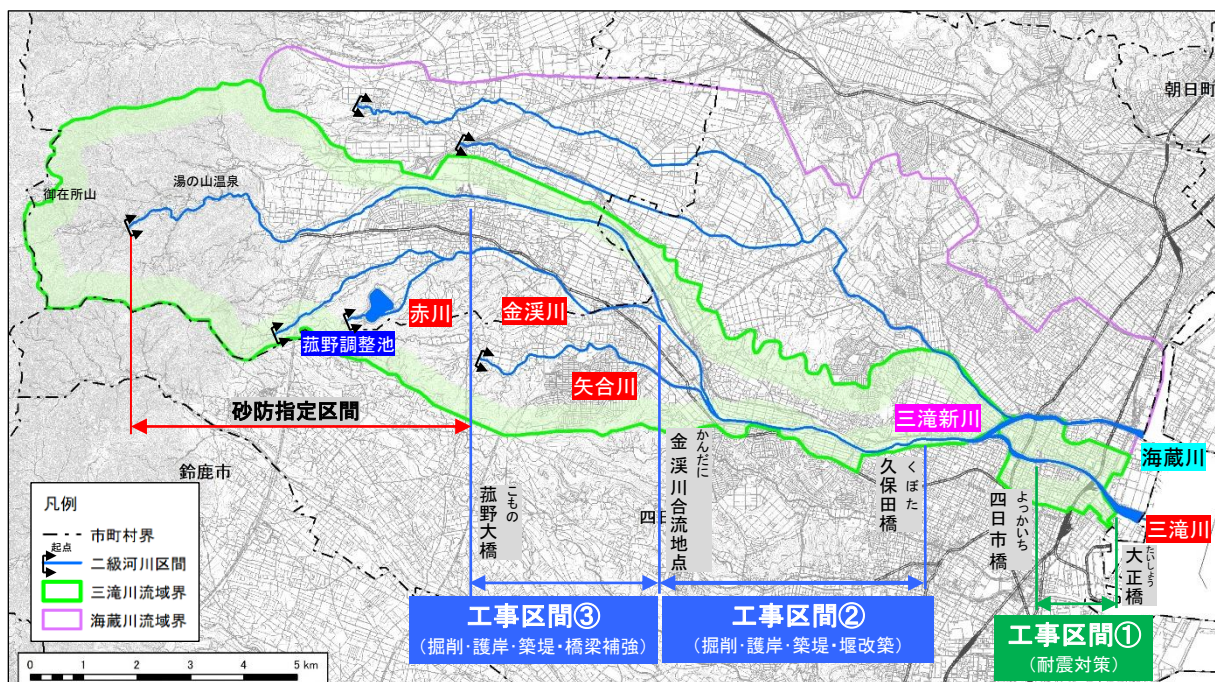 朝日町
御在所山
湯の山温泉
赤川
金渓川
菰野調整池
矢合川
砂防指定区間
三滝新川
海蔵川
三滝川
鈴鹿市
菰野大橋
こもの
四日
金渓川合流地点
かんだに
久保田橋
くぼた
四日市橋
よっかいち
大正橋
たいしょう
凡例
市町村界
起点
二級河川区間
三滝川流域界
海蔵川流域界
0 1 2 3 4 5 km
工事区間③
(掘削・護岸・築堤・橋梁補強)
工事区間②
(掘削・護岸・築堤・堰改築)
工事区間①
(耐震対策)